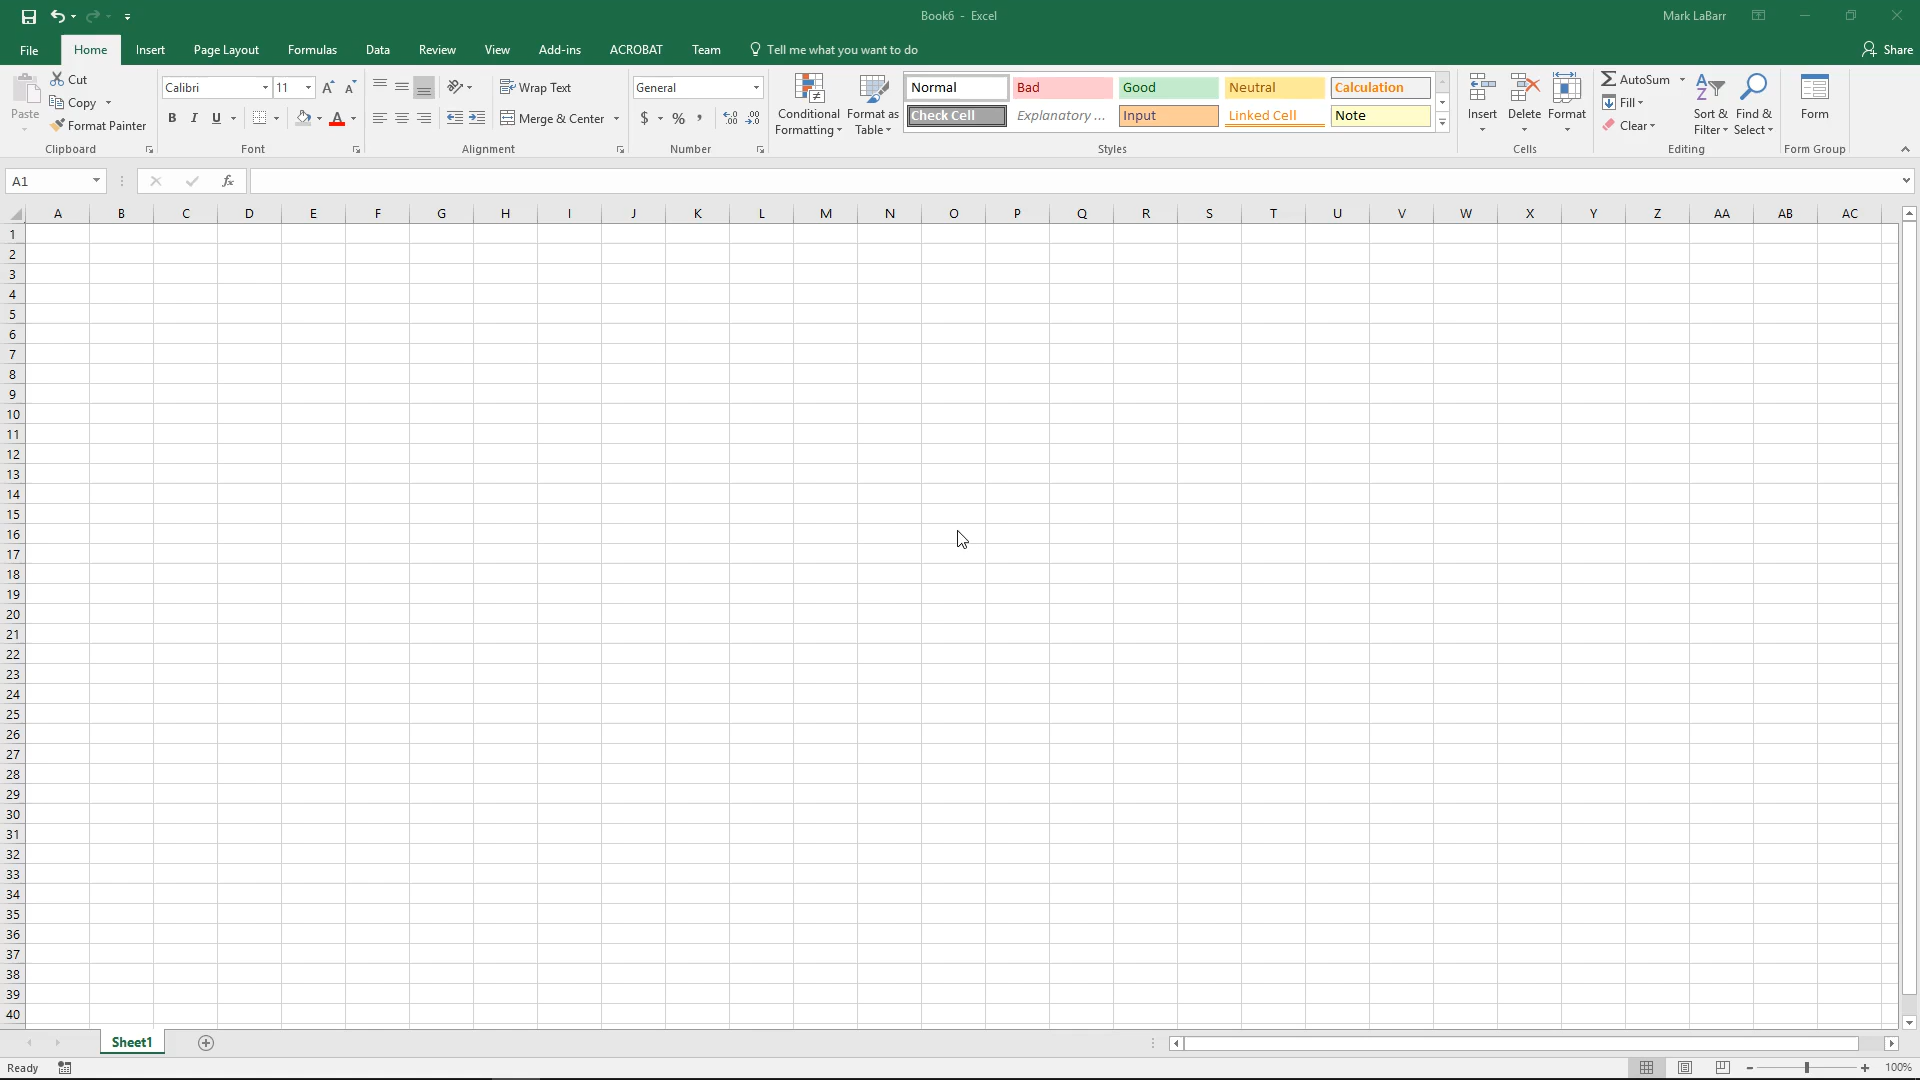 Book6 - Excel
Mark LaBarr
File Home Insert Page Layout Formulas Data Review View Add-ins ACROBAT Team Tell me what you want to do Share
Paste
Cut
Copy
Format Painter
Clipboard
Calibri 11
B I U
Font
Wrap Text
Merge & Center
Alignment
General
$ % ,
Number
Conditional Formatting
Format as Table
Normal Bad Good Neutral Calculation
Check Cell Explanatory ... Input Linked Cell Note
Styles
Insert Delete Format
Cells
AutoSum
Fill
Clear
Sort & Filter
Find & Select
Editing
Form
Form Group
A1 fx
A B C D E F G H I J K L M N O P Q R S T U V W X Y Z AA AB AC
1
2
3
4
5
6
7
8
9
10
11
12
13
14
15
16
17
18
19
20
21
22
23
24
25
26
27
28
29
30
31
32
33
34
35
36
37
38
39
40
Sheet1
Ready
100%